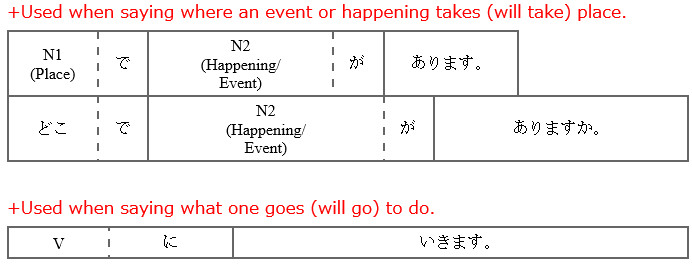 +Used when saying where an event or happening takes (will take) place.
N1 (Place) で N2 (Happening/ Event) が あります。
どこ で N2 (Happening/ Event) が ありますか。
+Used when saying what one goes (will go) to do.
V に いきます。